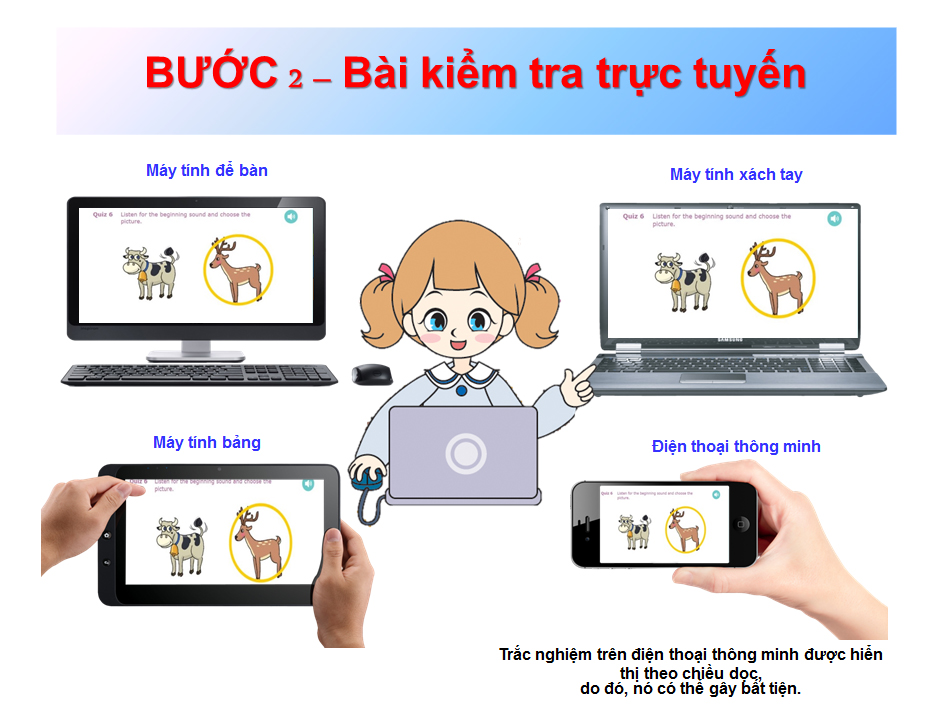 BƯỚC 2 – Bài kiểm tra trực tuyến
Máy tính để bàn
Máy tính xách tay
Quiz 6 Listen for the beginning sound and choose the
picture.
Quiz 6 Listen for the beginning sound and choose the
picture.
SAMSUNG
Máy tính bảng
Điện thoại thông minh
Quiz 6 Listen for the beginning sound and choose the
picture.
Quiz 6 Listen for the beginning sound and choose the
picture.
Trắc nghiệm trên điện thoại thông minh được hiển
thị theo chiều dọc,
do đó, nó có thể gây bất tiện.